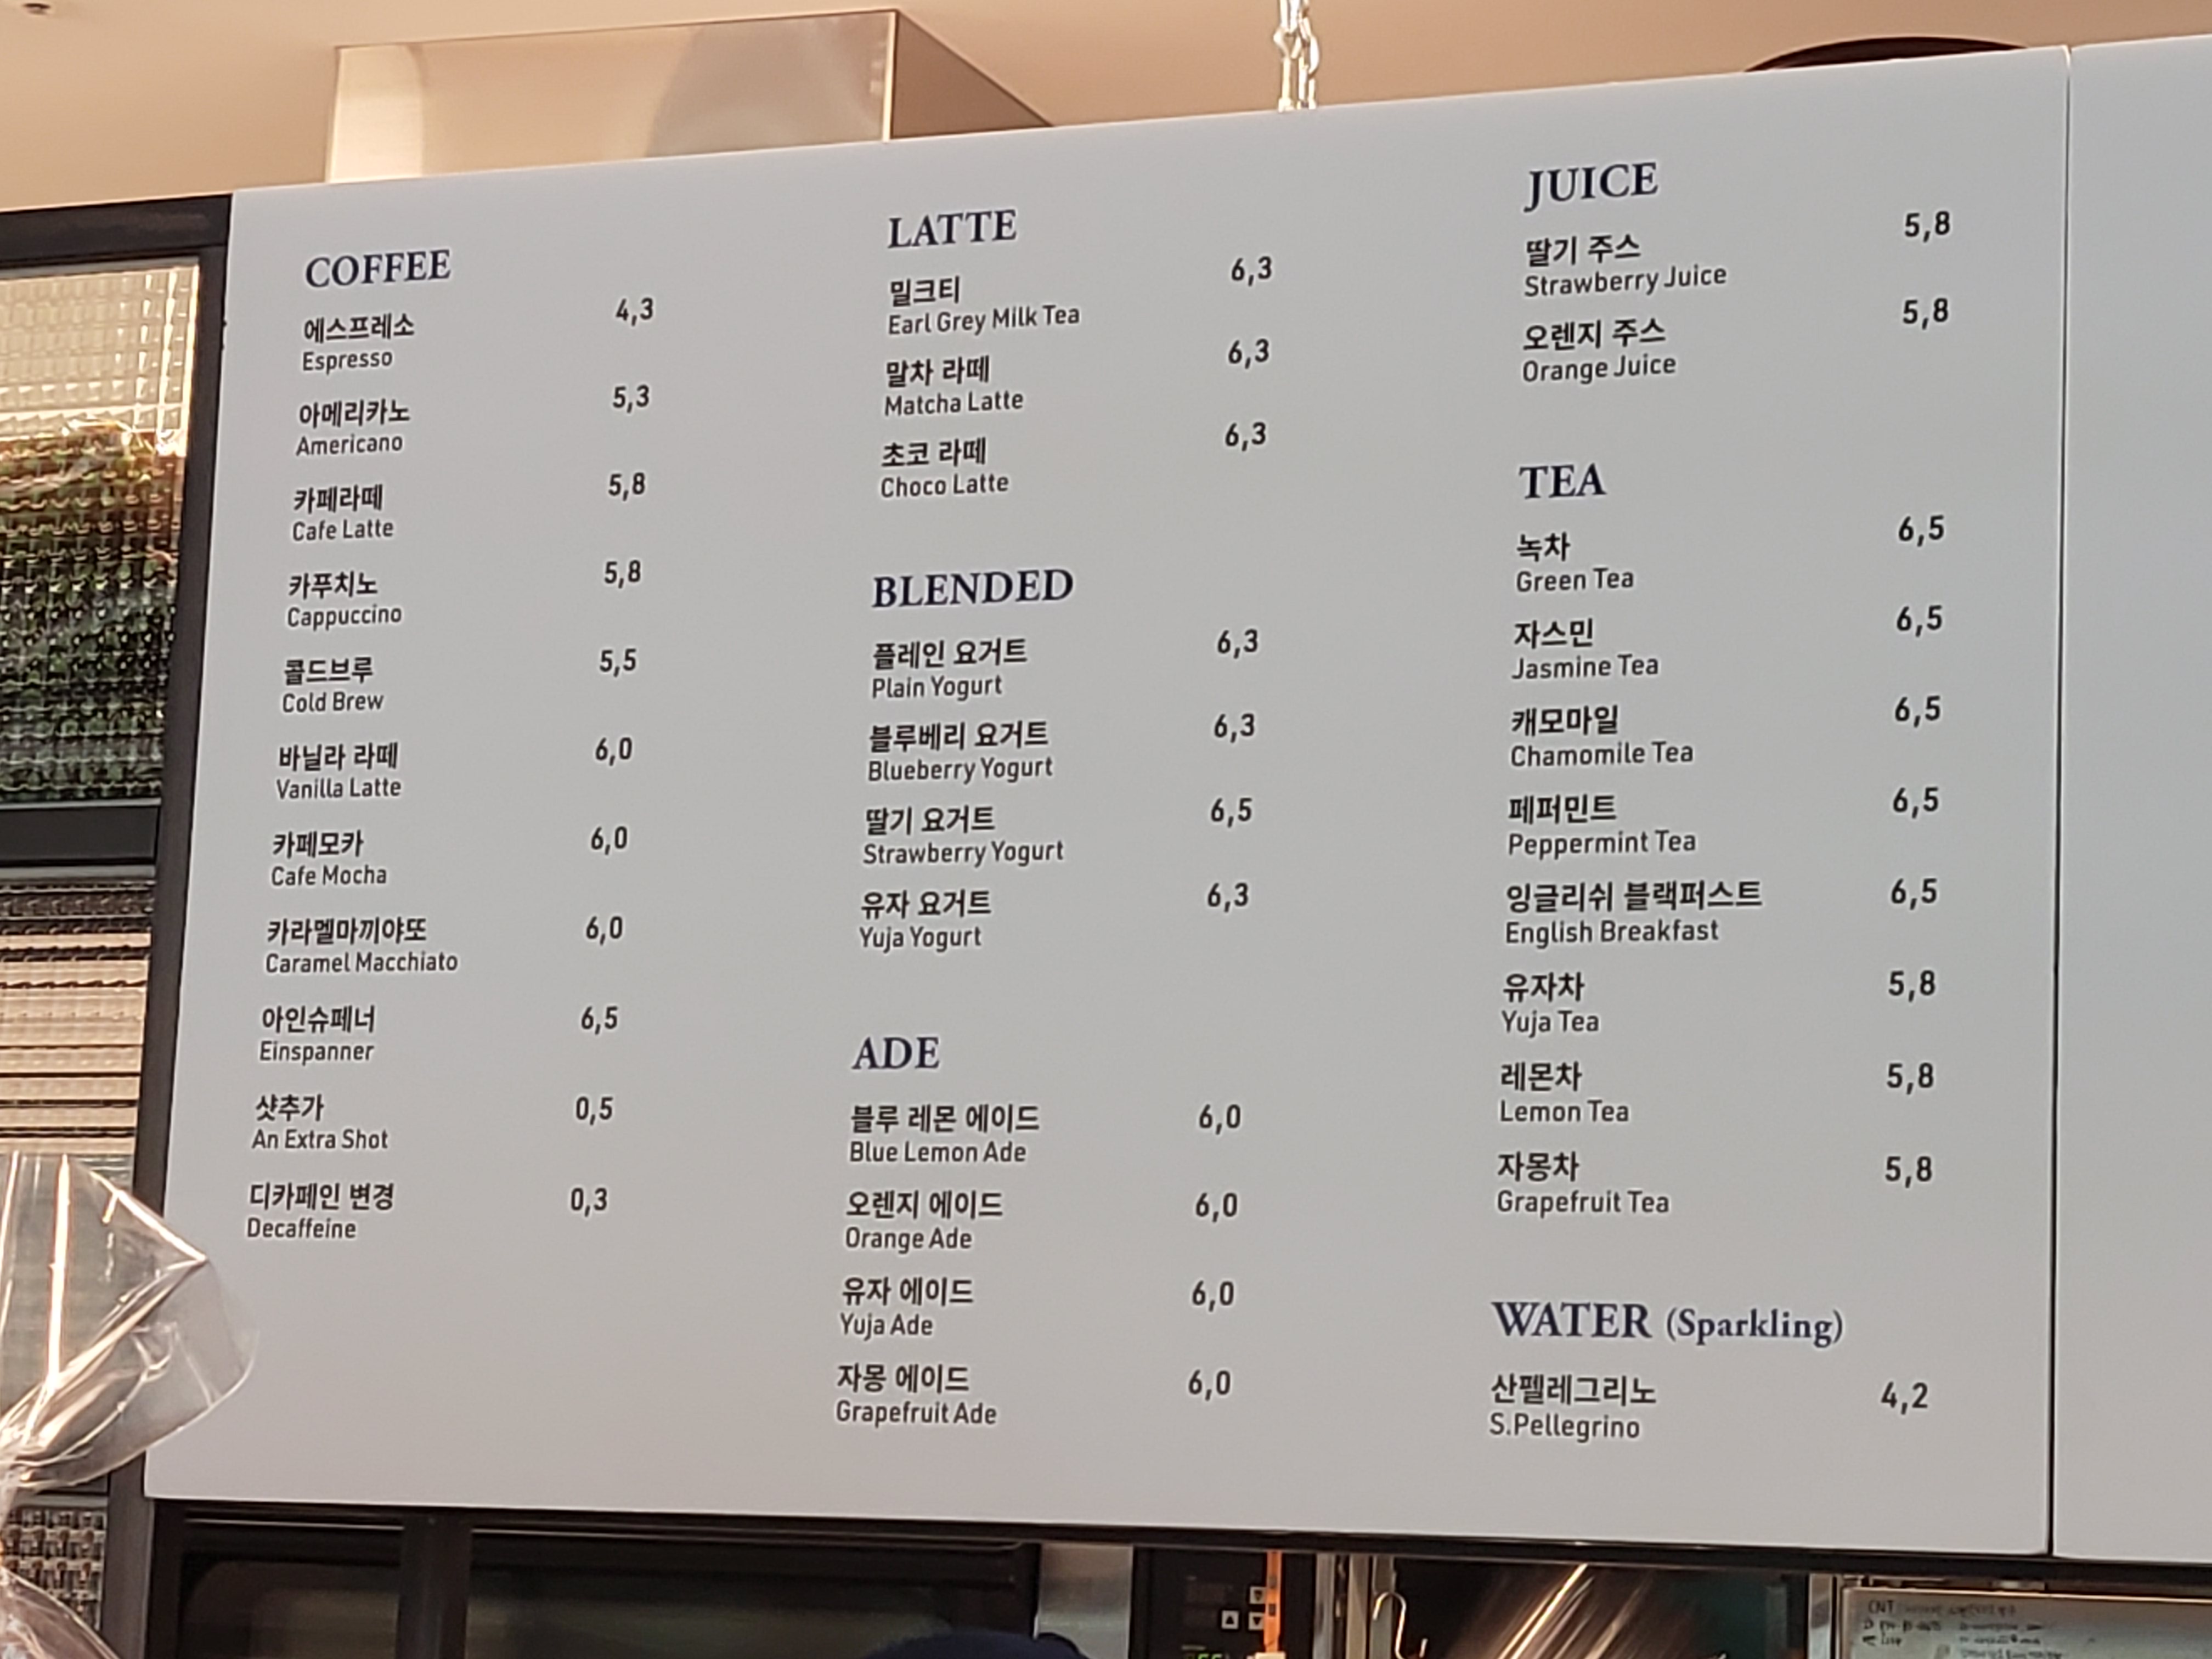 COFFEE
에스프레소 4,3
Espresso
아메리카노 5,3
Americano
카페라떼 5,8
Cafe Latte
카푸치노 5,8
Cappuccino
콜드브루 5,5
Cold Brew
바닐라 라떼 6,0
Vanilla Latte
카페모카 6,0
Cafe Mocha
카라멜마끼야또 6,0
Caramel Macchiato
아인슈페너 6,5
Einspanner
샷추가 0,5
An Extra Shot
디카페인 변경 0,3
Decaffeine
LATTE
밀크티 6,3
Earl Grey Milk Tea
말차 라떼 6,3
Matcha Latte
초코 라떼 6,3
Choco Latte
BLENDED
플레인 요거트 6,3
Plain Yogurt
블루베리 요거트 6,3
Blueberry Yogurt
딸기 요거트 6,5
Strawberry Yogurt
유자 요거트 6,3
Yuja Yogurt
ADE
블루 레몬 에이드 6,0
Blue Lemon Ade
오렌지 에이드 6,0
Orange Ade
유자 에이드 6,0
Yuja Ade
자몽 에이드 6,0
Grapefruit Ade
JUICE
딸기 주스 5,8
Strawberry Juice
오렌지 주스 5,8
Orange Juice
TEA
녹차 6,5
Green Tea
자스민 6,5
Jasmine Tea
캐모마일 6,5
Chamomile Tea
페퍼민트 6,5
Peppermint Tea
잉글리쉬 블랙퍼스트 6,5
English Breakfast
유자차 5,8
Yuja Tea
레몬차 5,8
Lemon Tea
자몽차 5,8
Grapefruit Tea
WATER (Sparkling)
산펠레그리노 4,2
S.Pellegrino
CNT